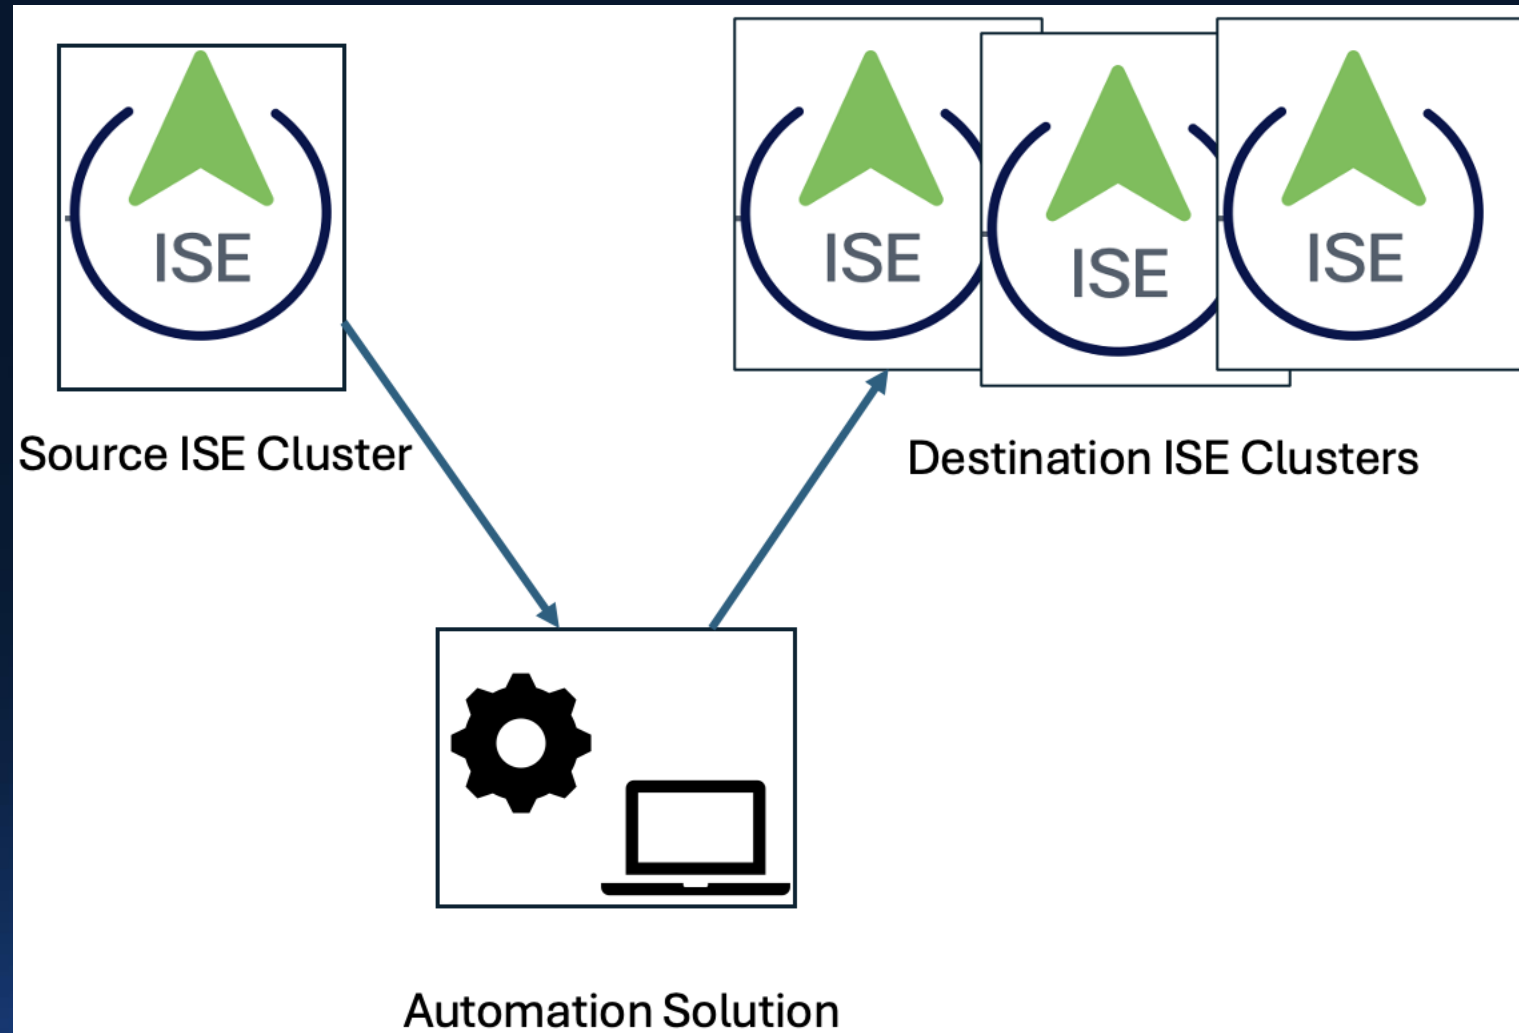 ISE
ISE
ISE
ISE
Source ISE Cluster
Destination ISE Clusters
Automation Solution